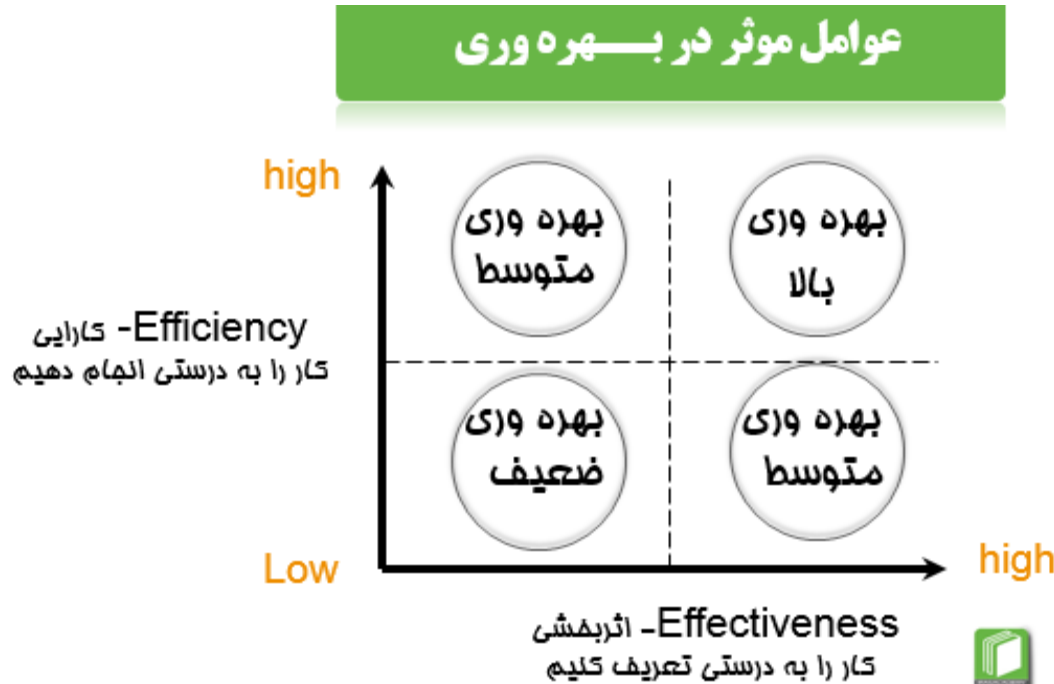 عوامل موثر در بـــــهره وری
high
بهره وری
متوسط
بهره وری
بالا
Efficiency- کارایی
کار را به درستی انجام دهیم
بهره وری
ضعیف
بهره وری
متوسط
Low
high
Effectiveness- اثربخشی
کار را به درستی تعریف کنیم